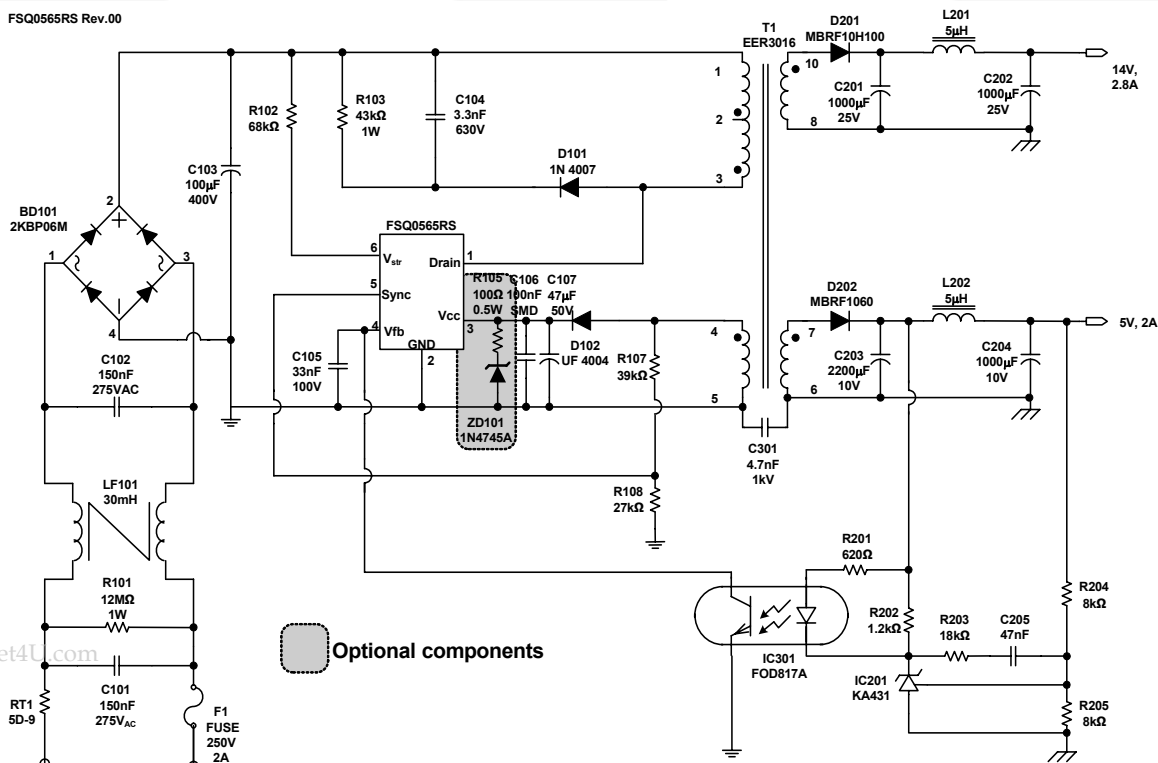 FSQ0565RS Rev.00
T1
EER3016
D201
MBRF10H100
L201
5μH
1
2
3
10
8
14V,
2.8A
C201
1000μF
25V
C202
1000μF
25V
R102
68kΩ
R103
43kΩ
1W
C104
3.3nF
630V
C103
100μF
400V
D101
1N 4007
BD101
2KBP06M
2
1
3
4
FSQ0565RS
6
Vstr
Drain
1
5
Sync
4
Vfb
Vcc
3
GND
2
R105
100Ω
0.5W
C106
100nF
SMD
C107
47μF
50V
D102
UF 4004
ZD101
1N4745A
C105
33nF
100V
R107
39kΩ
R108
27kΩ
4
5
7
6
D202
MBRF1060
L202
5μH
5V, 2A
C203
2200μF
10V
C204
1000μF
10V
C301
4.7nF
1kV
C102
150nF
275VAC
LF101
30mH
R101
12MΩ
1W
C101
150nF
275VAC
RT1
5D-9
F1
FUSE
250V
2A
et4U.com
Optional components
R201
620Ω
R202
1.2kΩ
R203
18kΩ
C205
47nF
R204
8kΩ
R205
8kΩ
IC301
FOD817A
IC201
KA431